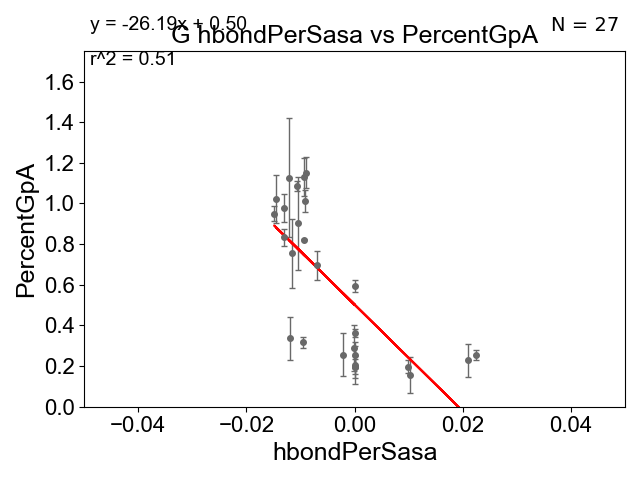 y = -26.19x + 0.50
G hbondPerSasa vs PercentGpA
N = 27
r^2 = 0.51
1.6
1.4
1.2
1.0
0.8
0.6
0.4
0.2
0.0
PercentGpA
−0.04 −0.02 0.00 0.02 0.04
hbondPerSasa